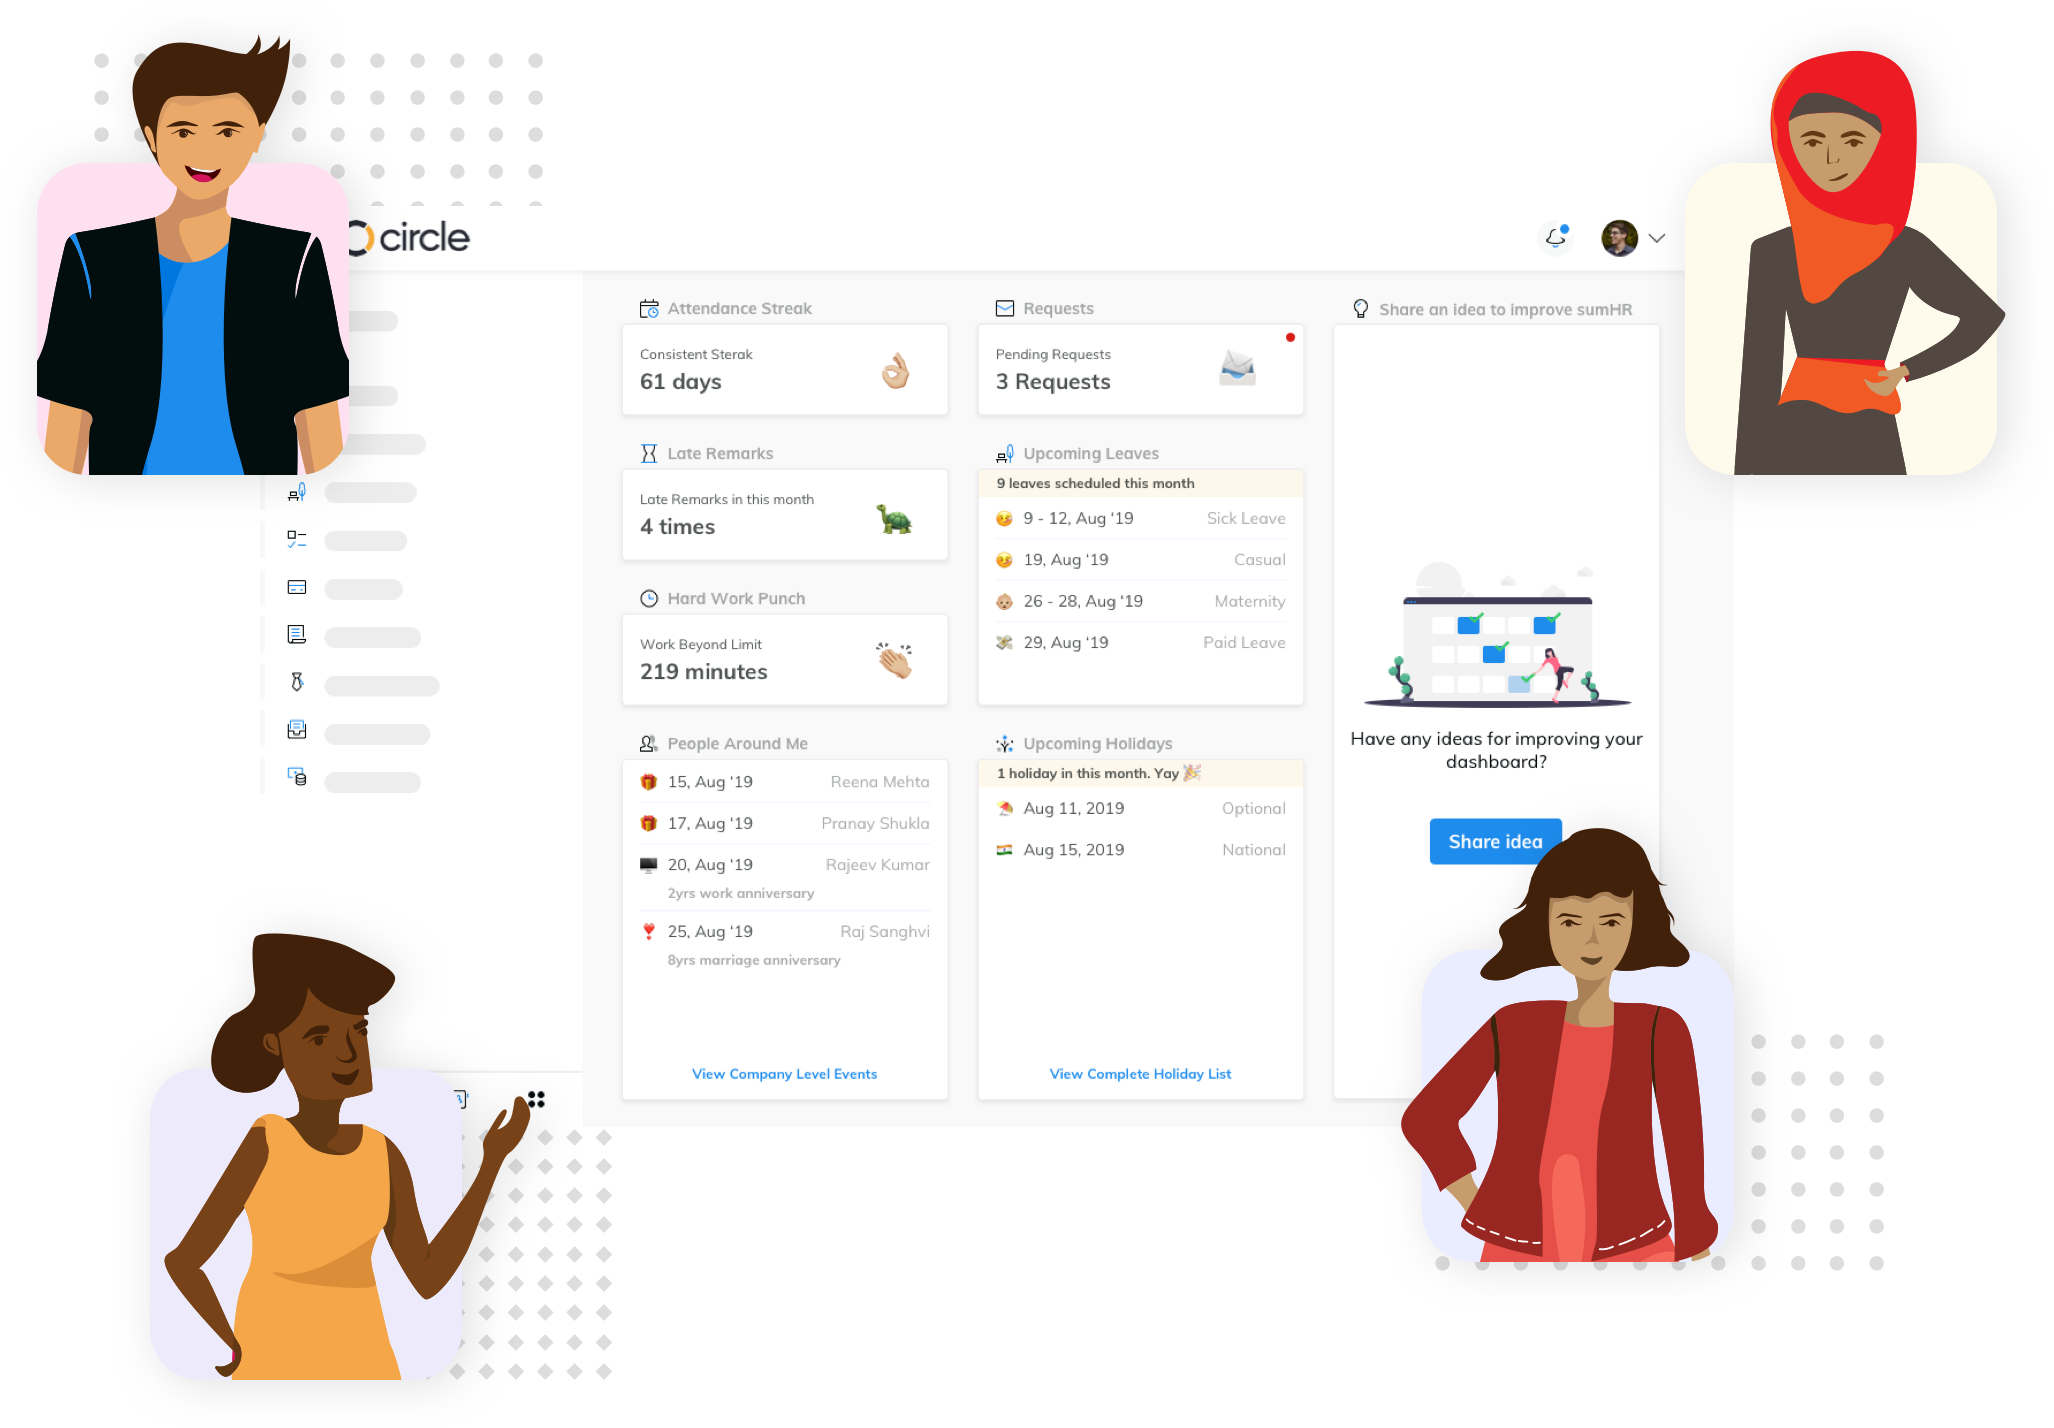 circle
Attendance Streak
Consistent Sterak
61 days
Late Remarks
Late Remarks in this month
4 times
Hard Work Punch
Work Beyond Limit
219 minutes
People Around Me
15, Aug ‘19 Reena Mehta
17, Aug ‘19 Pranay Shukla
20, Aug ‘19 Rajeev Kumar
2yrs work anniversary
25, Aug ‘19 Raj Sanghvi
8yrs marriage anniversary
View Company Level Events
Requests
Pending Requests
3 Requests
Upcoming Leaves
9 leaves scheduled this month
9 - 12, Aug ‘19 Sick Leave
19, Aug ‘19 Casual
26 - 28, Aug ‘19 Maternity
29, Aug ‘19 Paid Leave
Upcoming Holidays
1 holiday in this month. Yay
Aug 11, 2019 Optional
Aug 15, 2019 National
View Complete Holiday List
Share an idea to improve sumHR
Have any ideas for improving your
dashboard?
Share idea